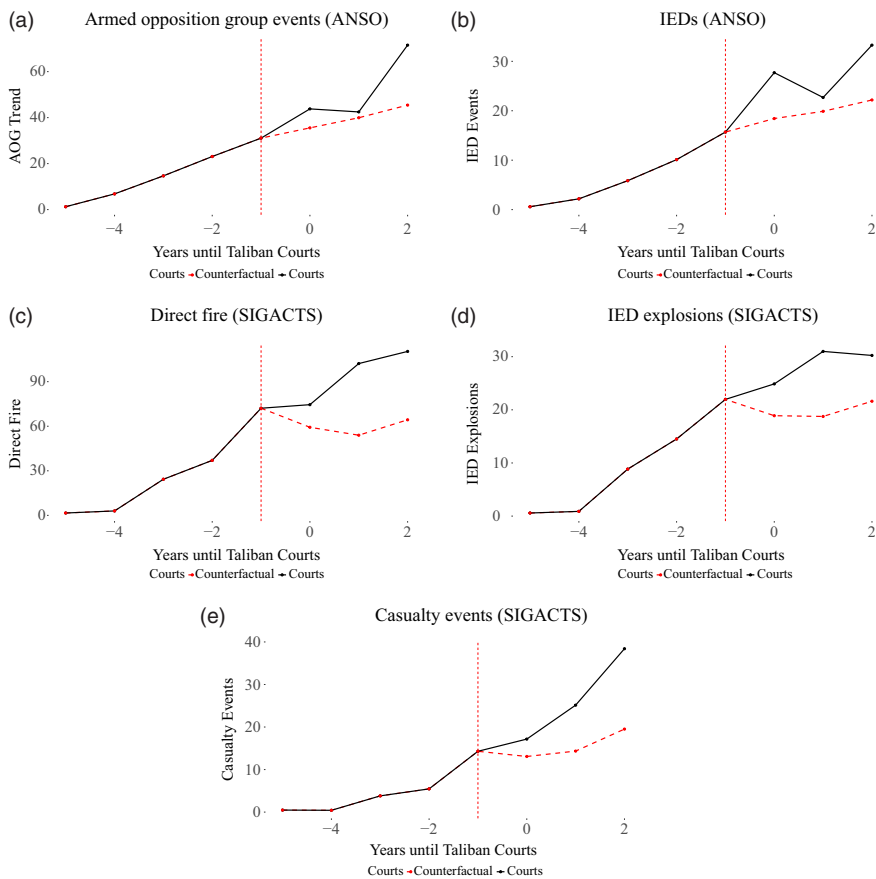 (a)
Armed opposition group events (ANSO)
AOG Trend
60
40
20
0
−4
−2
0
2
Years until Taliban Courts
Courts Counterfactual Courts
(b)
IEDs (ANSO)
IED Events
30
20
10
0
−4
−2
0
2
Years until Taliban Courts
Courts Counterfactual Courts
(c)
Direct fire (SIGACTS)
Direct Fire
90
60
30
0
−4
−2
0
2
Years until Taliban Courts
Courts Counterfactual Courts
(d)
IED explosions (SIGACTS)
IED Explosions
30
20
10
0
−4
−2
0
2
Years until Taliban Courts
Courts Counterfactual Courts
(e)
Casualty events (SIGACTS)
Casualty Events
40
30
20
10
0
−4
−2
0
2
Years until Taliban Courts
Courts Counterfactual Courts